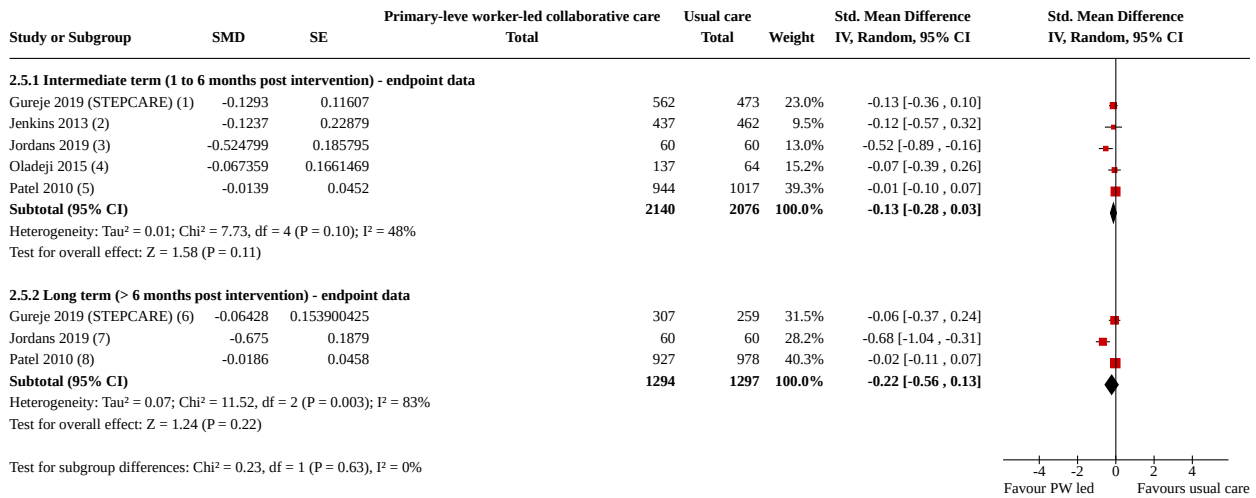 Primary-leve worker-led collaborative care Usual care Std. Mean Difference Std. Mean Difference
Study or Subgroup SMD SE Total Total Weight IV, Random, 95% CI IV, Random, 95% CI
2.5.1 Intermediate term (1 to 6 months post intervention) - endpoint data
Gureje 2019 (STEPCARE) (1) -0.1293 0.11607 562 473 23.0% -0.13 [-0.36 , 0.10]
Jenkins 2013 (2) -0.1237 0.22879 437 462 9.5% -0.12 [-0.57 , 0.32]
Jordans 2019 (3) -0.524799 0.185795 60 60 13.0% -0.52 [-0.89 , -0.16]
Oladeji 2015 (4) -0.067359 0.1661469 137 64 15.2% -0.07 [-0.39 , 0.26]
Patel 2010 (5) -0.0139 0.0452 944 1017 39.3% -0.01 [-0.10 , 0.07]
Subtotal (95% CI) 2140 2076 100.0% -0.13 [-0.28 , 0.03]
Heterogeneity: Tau² = 0.01; Chi² = 7.73, df = 4 (P = 0.10); I² = 48%
Test for overall effect: Z = 1.58 (P = 0.11)
2.5.2 Long term (> 6 months post intervention) - endpoint data
Gureje 2019 (STEPCARE) (6) -0.06428 0.153900425 307 259 31.5% -0.06 [-0.37 , 0.24]
Jordans 2019 (7) -0.675 0.1879 60 60 28.2% -0.68 [-1.04 , -0.31]
Patel 2010 (8) -0.0186 0.0458 927 978 40.3% -0.02 [-0.11 , 0.07]
Subtotal (95% CI) 1294 1297 100.0% -0.22 [-0.56 , 0.13]
Heterogeneity: Tau² = 0.07; Chi² = 11.52, df = 2 (P = 0.003); I² = 83%
Test for overall effect: Z = 1.24 (P = 0.22)
Test for subgroup differences: Chi² = 0.23, df = 1 (P = 0.63), I² = 0%
-4 -2 0 2 4
Favour PW led Favours usual care